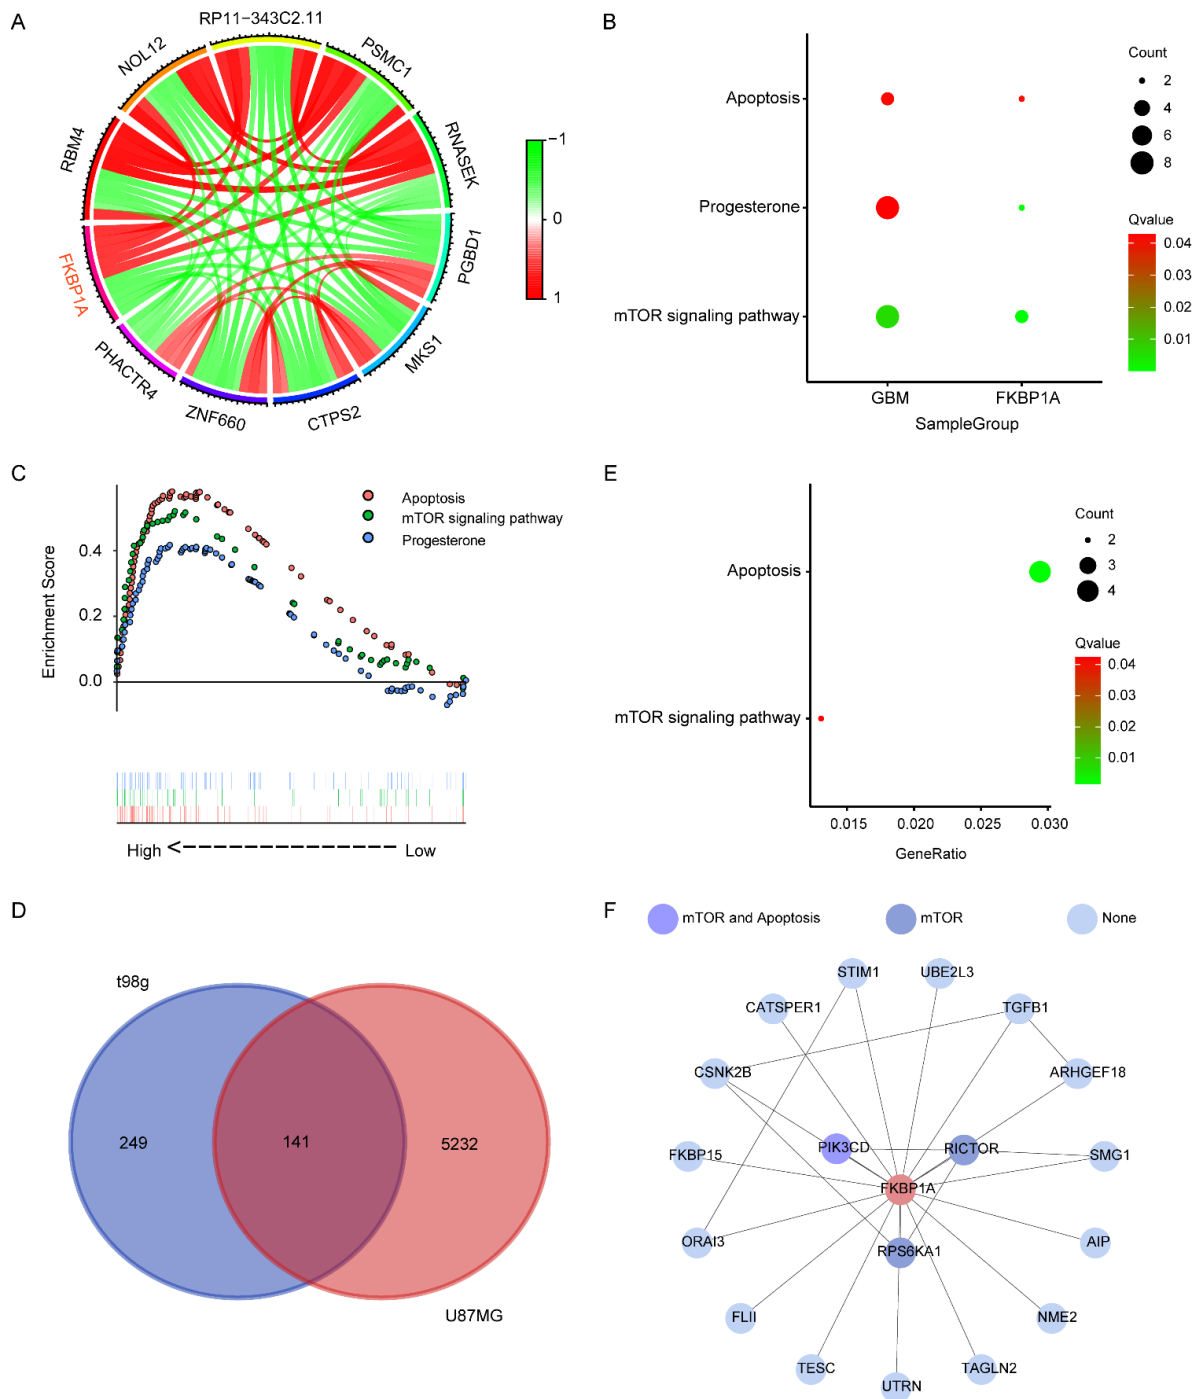 A
RP11−343C2.11
NOL12
PSMC1
RBM4
RNASEK
FKBP1A
PGBD1
PHACTR4
MKS1
ZNF660
CTPS2
−1
0
1
B
Apoptosis
Progesterone
mTOR signaling pathway
GBM
FKBP1A
SampleGroup
Count
2
4
6
8
Qvalue
0.04
0.03
0.02
0.01
C
Enrichment Score
0.4
0.2
0.0
Apoptosis
mTOR signaling pathway
Progesterone
High
Low
E
Apoptosis
mTOR signaling pathway
0.015
0.020
0.025
0.030
GeneRatio
Count
2
3
4
Qvalue
0.04
0.03
0.02
0.01
D
t98g
249
141
5232
U87MG
F
mTOR and Apoptosis
mTOR
None
STIM1
UBE2L3
CATSPER1
TGFB1
CSNK2B
ARHGEF18
PIK3CD
RICTOR
FKBP15
SMG1
FKBP1A
ORAI3
RPS6KA1
AIP
FLII
NME2
TESC
TAGLN2
UTRN